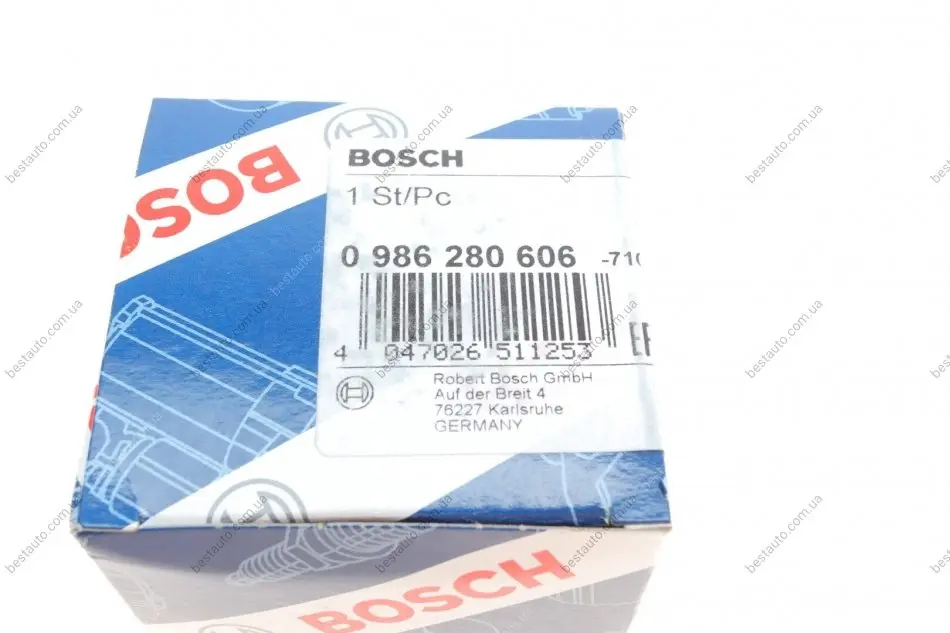 BOSCH
BOSCH
1 St/Pc
0 986 280 606 -710
4 047026 511253
Robert Bosch GmbH
Auf der Breit 4
76227 Karlsruhe
GERMANY
BOSCH
bestauto.com.ua